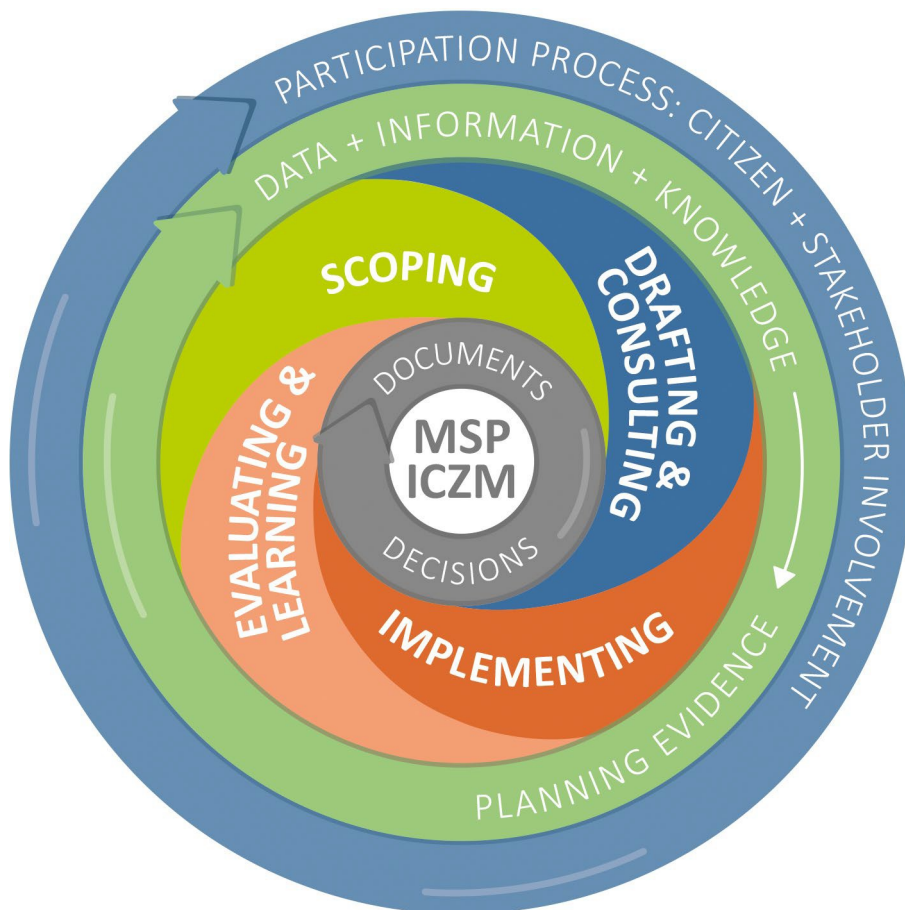 PARTICIPATION PROCESS: CITIZEN + STAKEHOLDER INVOLVEMENT
DATA + INFORMATION + KNOWLEDGE
PLANNING EVIDENCE
SCOPING
DRAFTING &
CONSULTING
IMPLEMENTING
EVALUATING &
LEARNING
DOCUMENTS
DECISIONS
MSP
ICZM